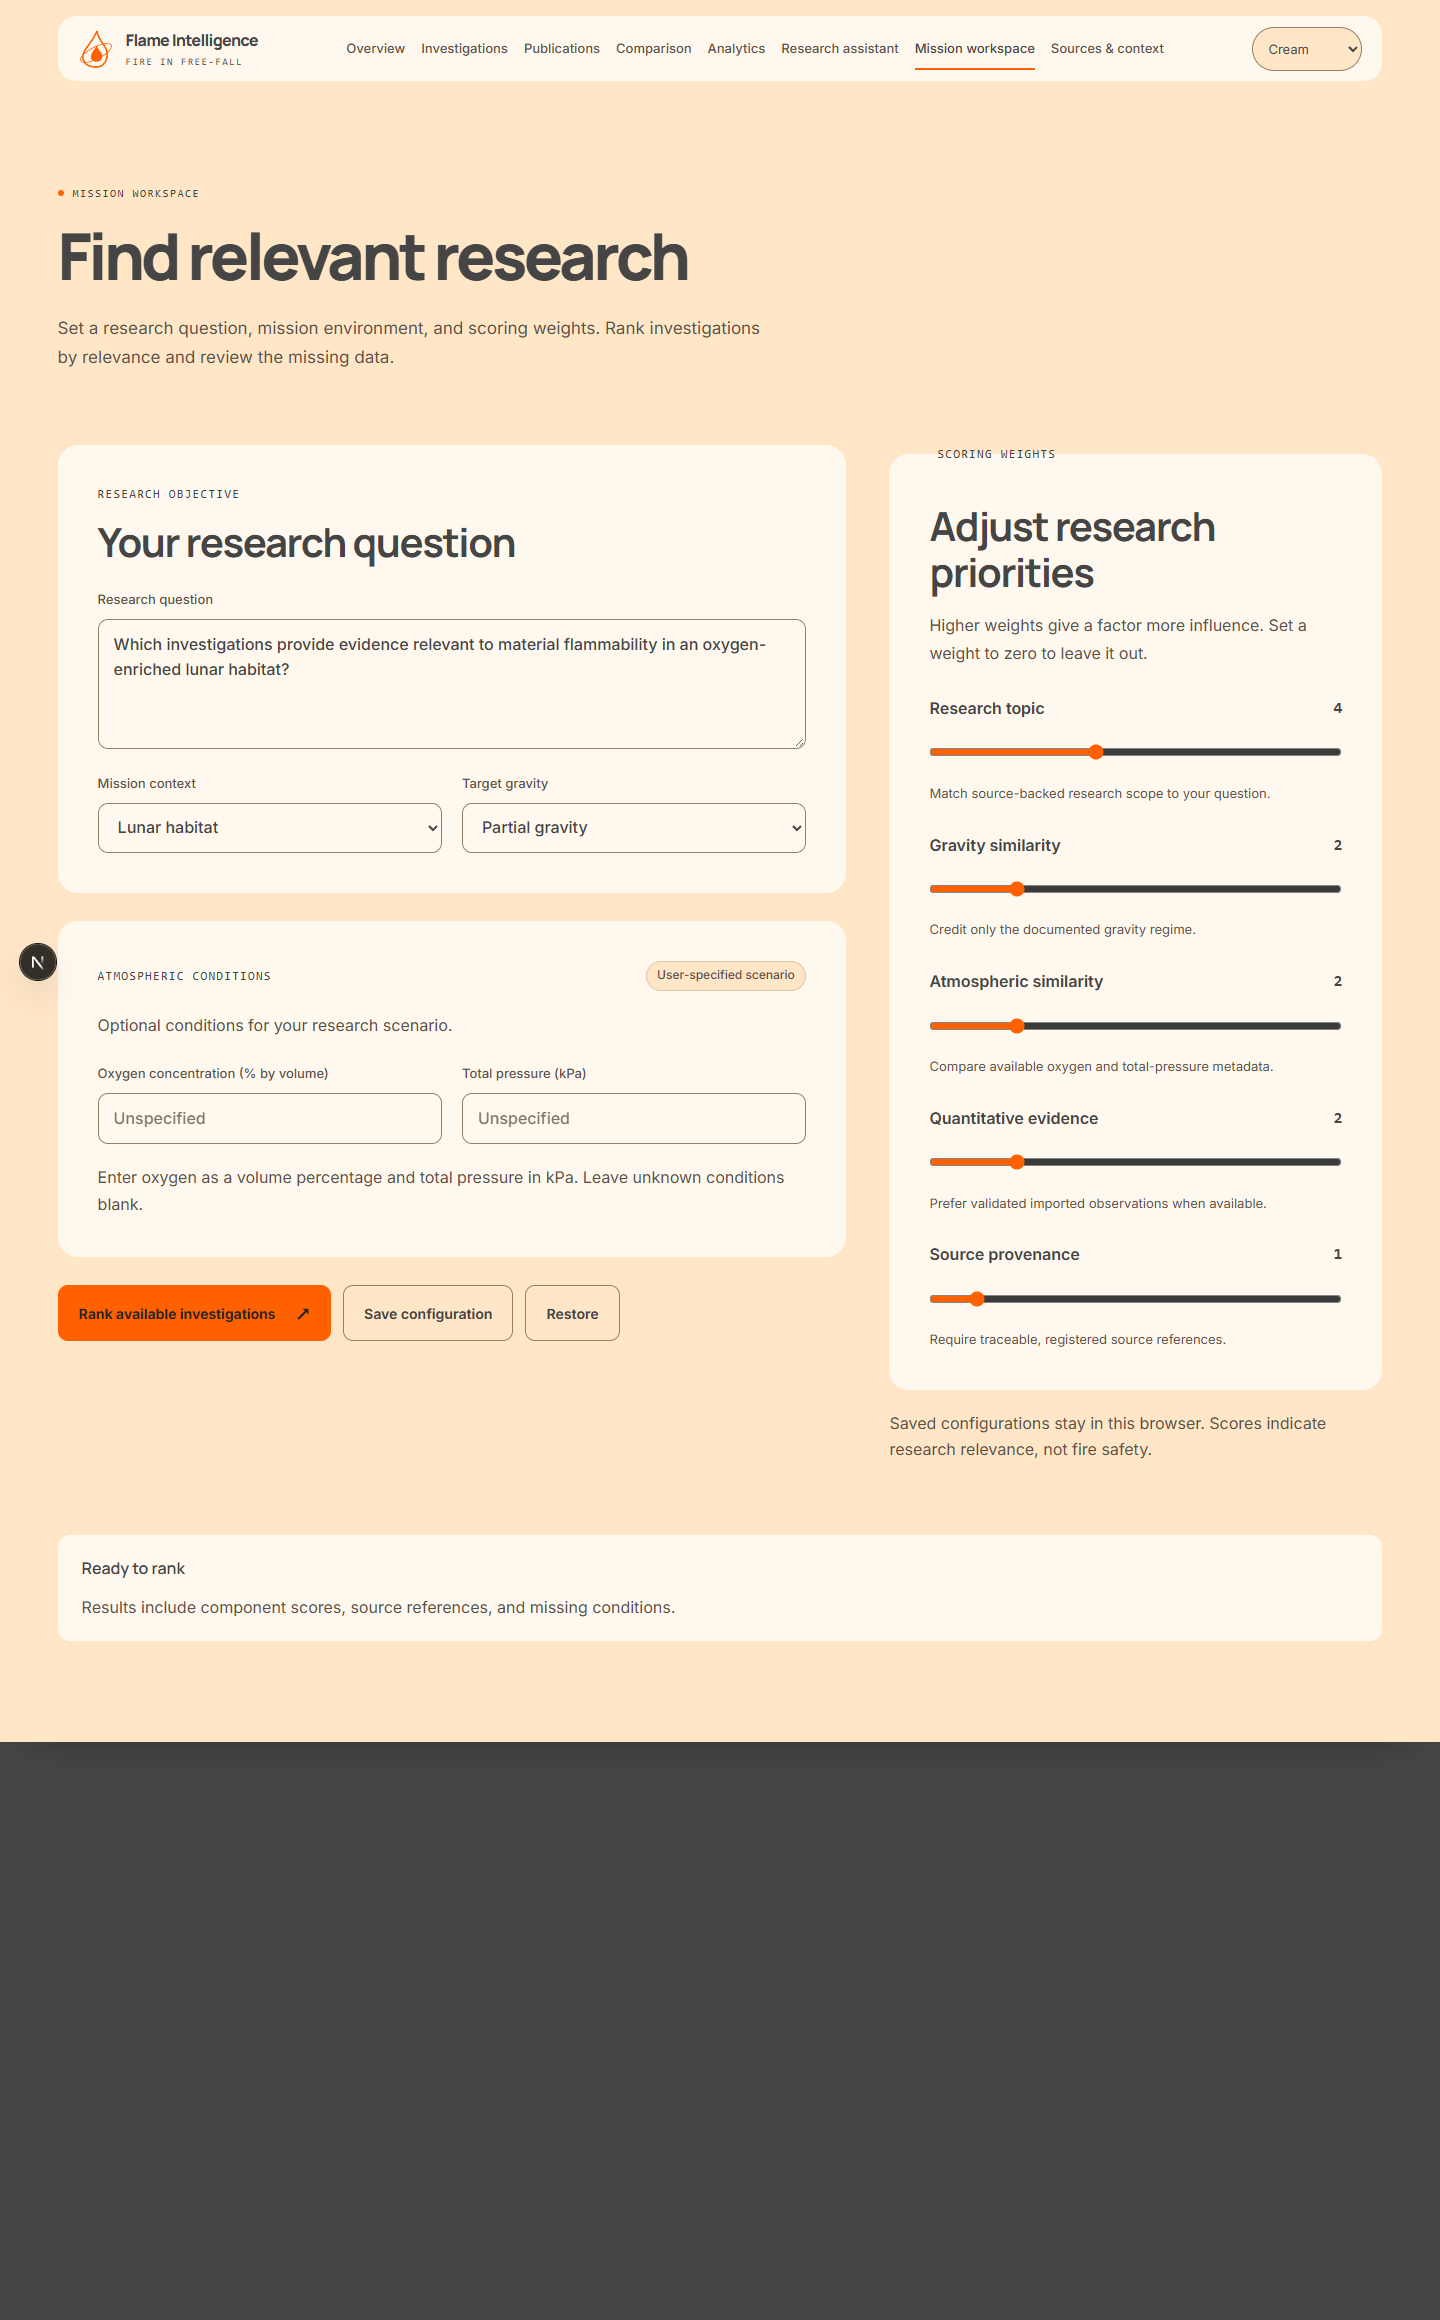 Flame Intelligence
FIRE IN FREE-FALL
Overview
Investigations
Publications
Comparison
Analytics
Research assistant
Mission workspace
Sources & context
Cream
MISSION WORKSPACE
Find relevant research
Set a research question, mission environment, and scoring weights. Rank investigations
by relevance and review the missing data.
RESEARCH OBJECTIVE
Your research question
Research question
Which investigations provide evidence relevant to material flammability in an oxygen-
enriched lunar habitat?
Mission context
Target gravity
Lunar habitat
Partial gravity
N
ATMOSPHERIC CONDITIONS
User-specified scenario
Optional conditions for your research scenario.
Oxygen concentration (% by volume)
Total pressure (kPa)
Unspecified
Unspecified
Enter oxygen as a volume percentage and total pressure in kPa. Leave unknown conditions
blank.
Rank available investigations ↗
Save configuration
Restore
SCORING WEIGHTS
Adjust research
priorities
Higher weights give a factor more influence. Set a
weight to zero to leave it out.
Research topic 4
Match source-backed research scope to your question.
Gravity similarity 2
Credit only the documented gravity regime.
Atmospheric similarity 2
Compare available oxygen and total-pressure metadata.
Quantitative evidence 2
Prefer validated imported observations when available.
Source provenance 1
Require traceable, registered source references.
Saved configurations stay in this browser. Scores indicate
research relevance, not fire safety.
Ready to rank
Results include component scores, source references, and missing conditions.